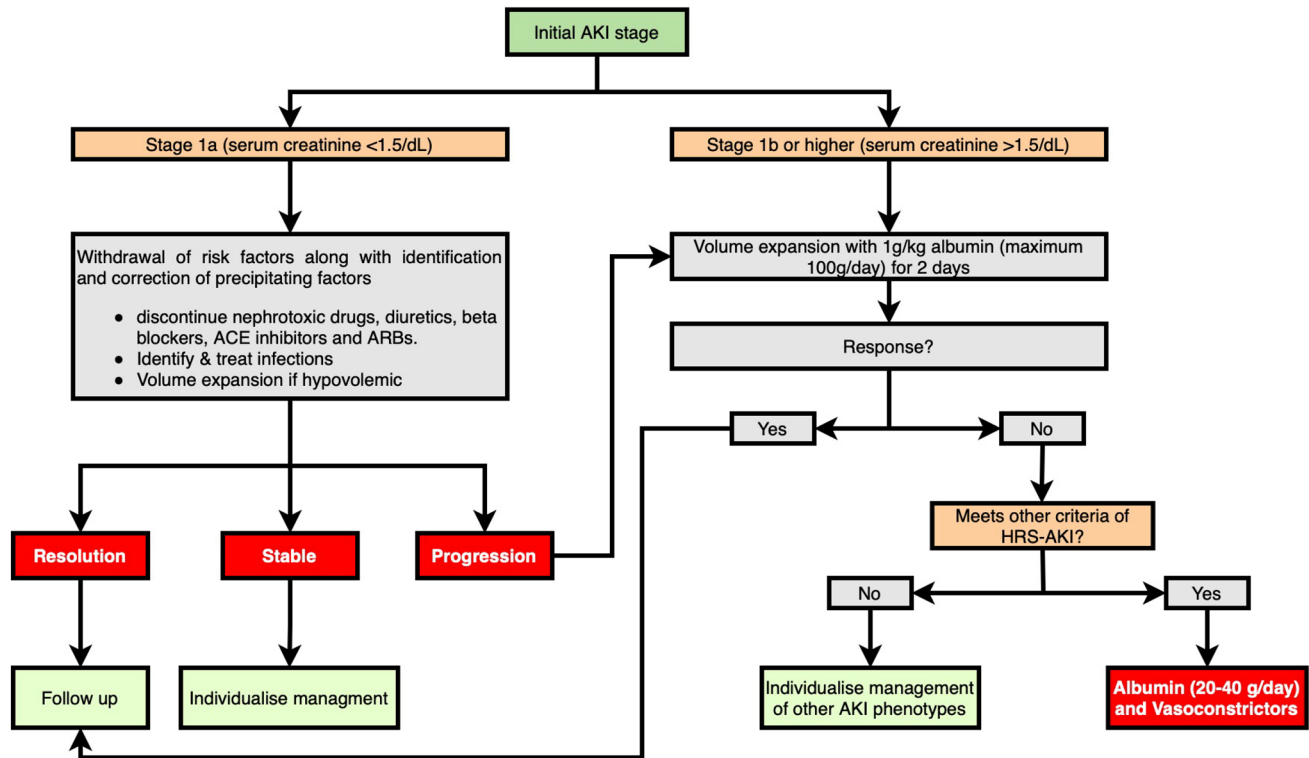 Initial AKI stage
Stage 1a (serum creatinine <1.5/dL)
Stage 1b or higher (serum creatinine >1.5/dL)
Withdrawal of risk factors along with identification
and correction of precipitating factors
● discontinue nephrotoxic drugs, diuretics, beta
blockers, ACE inhibitors and ARBs.
● Identify & treat infections
● Volume expansion if hypovolemic
Volume expansion with 1g/kg albumin (maximum
100g/day) for 2 days
Response?
Yes
No
Meets other criteria of
HRS-AKI?
Resolution
Stable
Progression
No
Yes
Follow up
Individualise managment
Individualise management
of other AKI phenotypes
Albumin (20-40 g/day)
and Vasoconstrictors